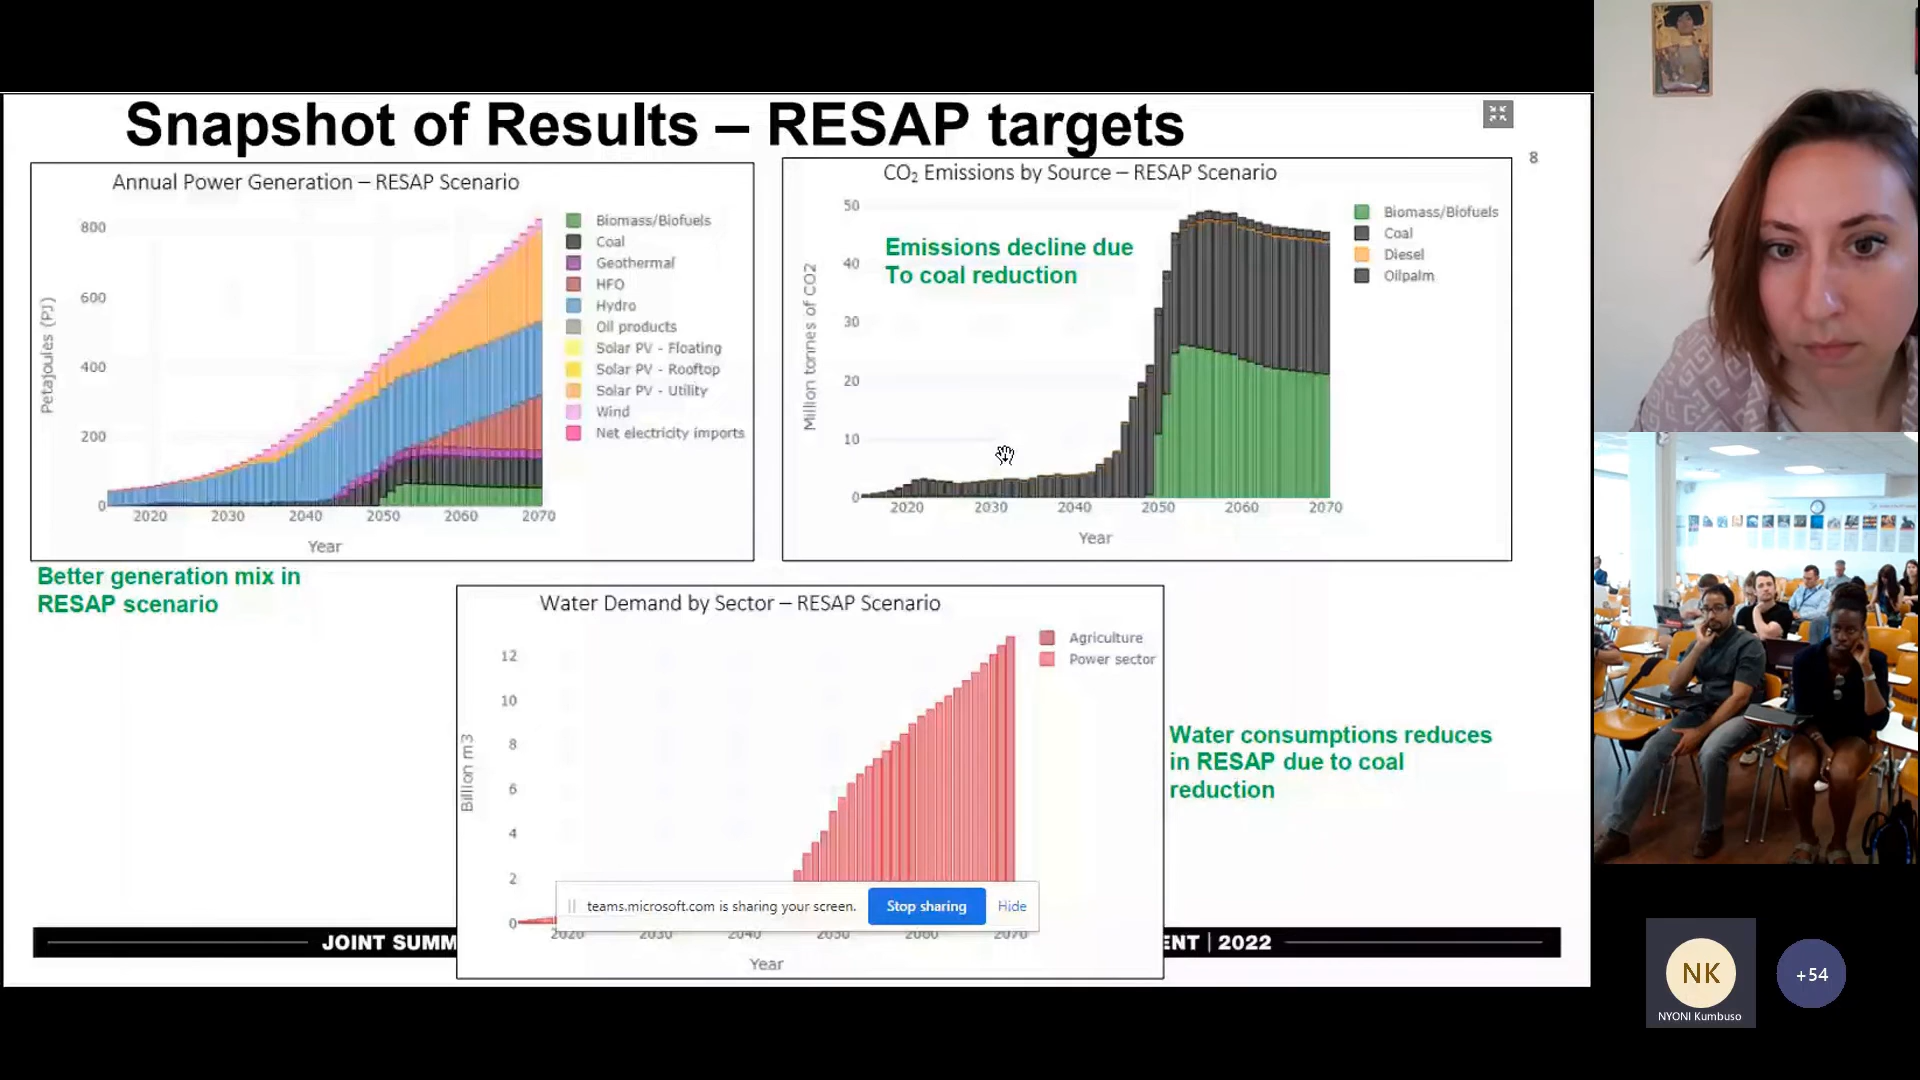 Snapshot of Results – RESAP targets
8
Annual Power Generation – RESAP Scenario
Petajoules (PJ)
800
600
400
200
0
2020 2030 2040 2050 2060 2070
Year
Biomass/Biofuels
Coal
Geothermal
HFO
Hydro
Oil products
Solar PV - Floating
Solar PV - Rooftop
Solar PV - Utility
Wind
Net electricity imports
CO₂ Emissions by Source – RESAP Scenario
Million tonnes of CO2
50
40
30
20
10
0
2020 2030 2040 2050 2060 2070
Year
Emissions decline due
To coal reduction
Biomass/Biofuels
Coal
Diesel
Oilpalm
Better generation mix in
RESAP scenario
Water Demand by Sector – RESAP Scenario
Billion m3
12
10
8
6
4
2
0
2020 2030 2040 2050 2060 2070
Year
Agriculture
Power sector
Water consumptions reduces
in RESAP due to coal
reduction
teams.microsoft.com is sharing your screen.
Stop sharing
Hide
JOINT SUMM
ENT | 2022
NK
NYONI Kumbuso
+54